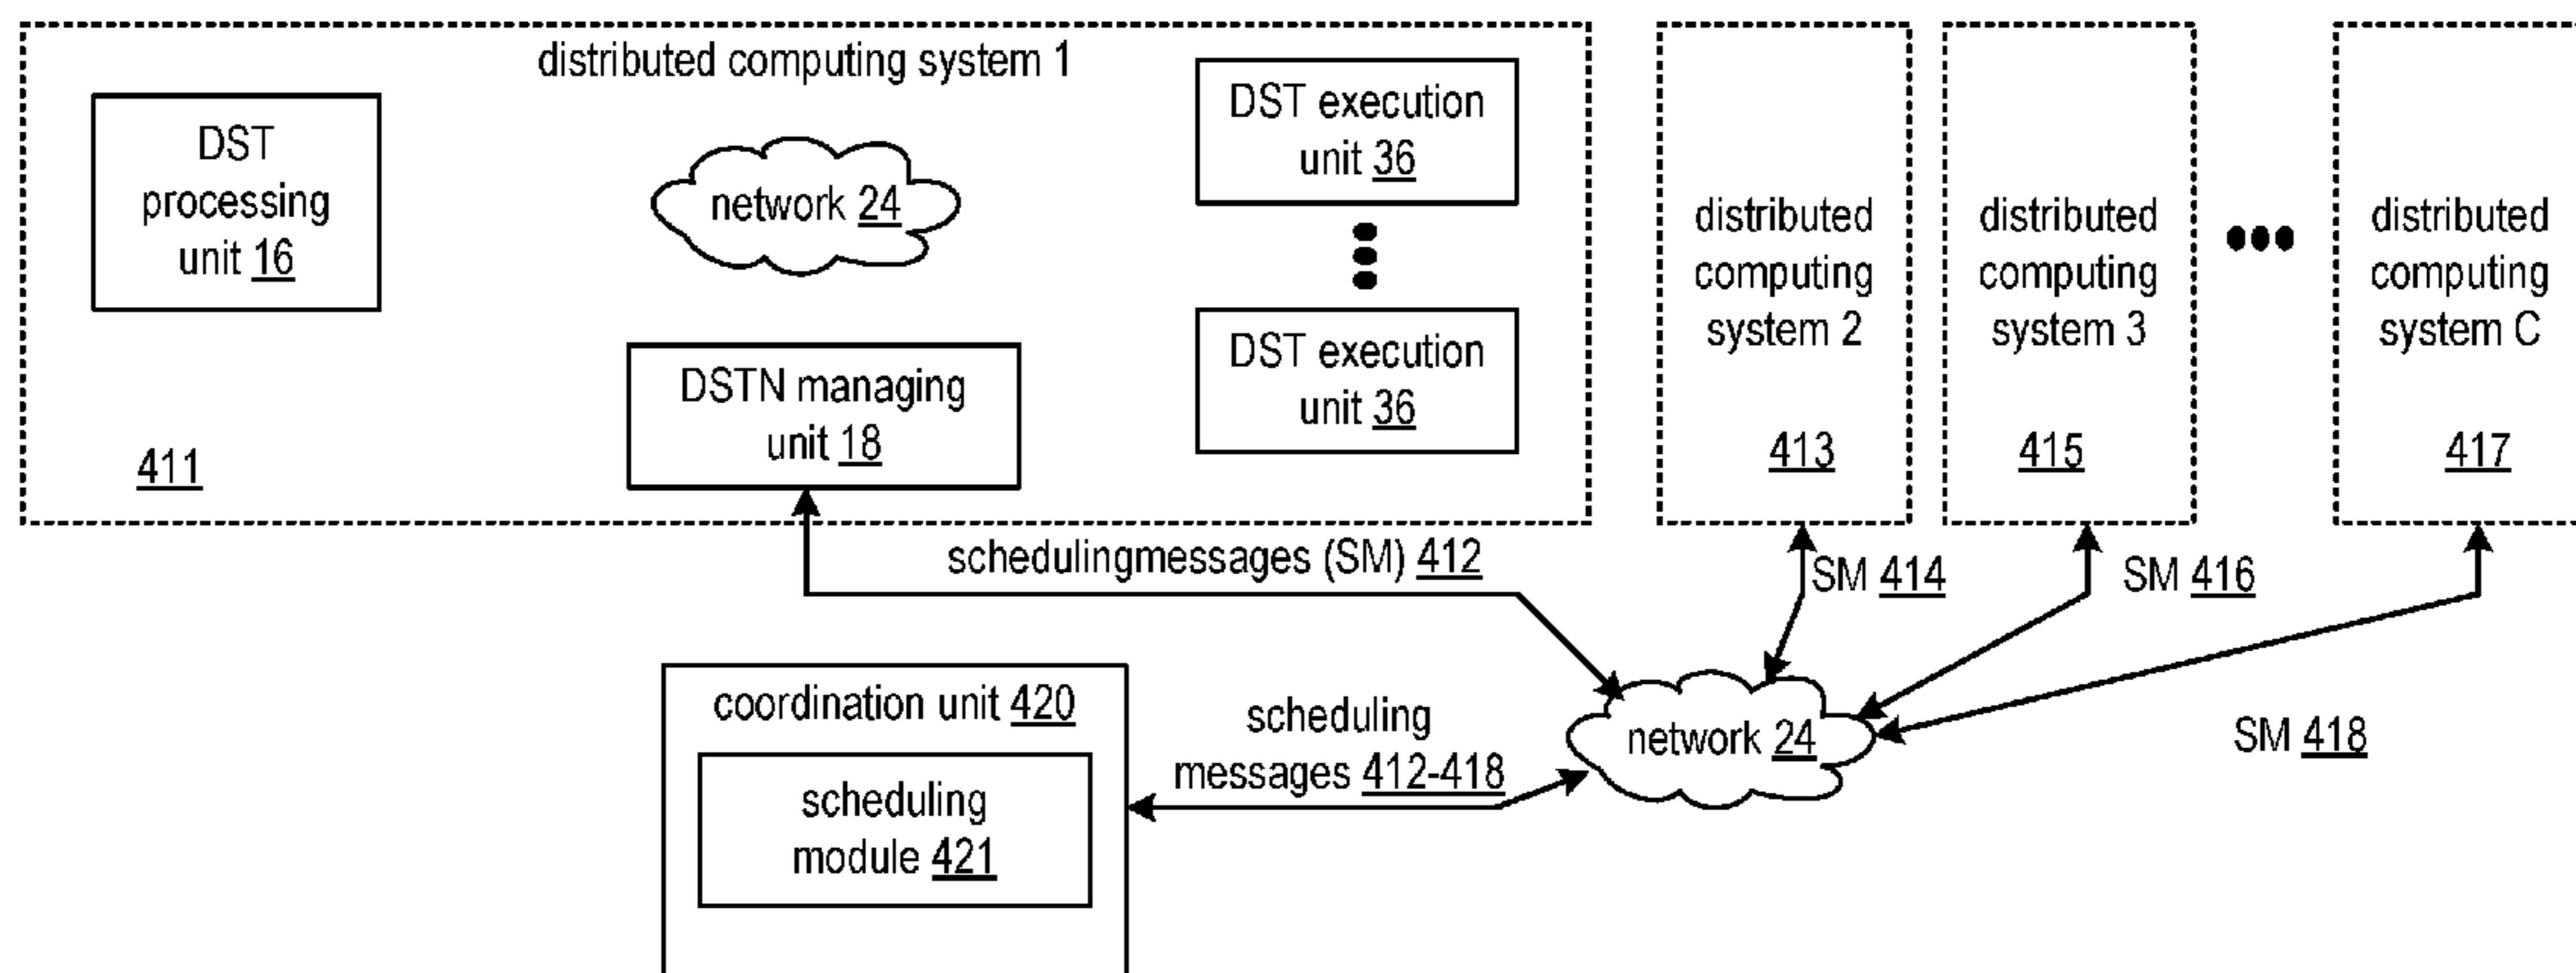 distributed computing system 1
DST
processing
unit 16
network 24
DSTN managing
unit 18
DST execution
unit 36
DST execution
unit 36
411
distributed
computing
system 2
413
distributed
computing
system 3
415
distributed
computing
system C
417
schedulingmessages (SM) 412
SM 414
SM 416
SM 418
coordination unit 420
scheduling
module 421
scheduling
messages 412-418
network 24